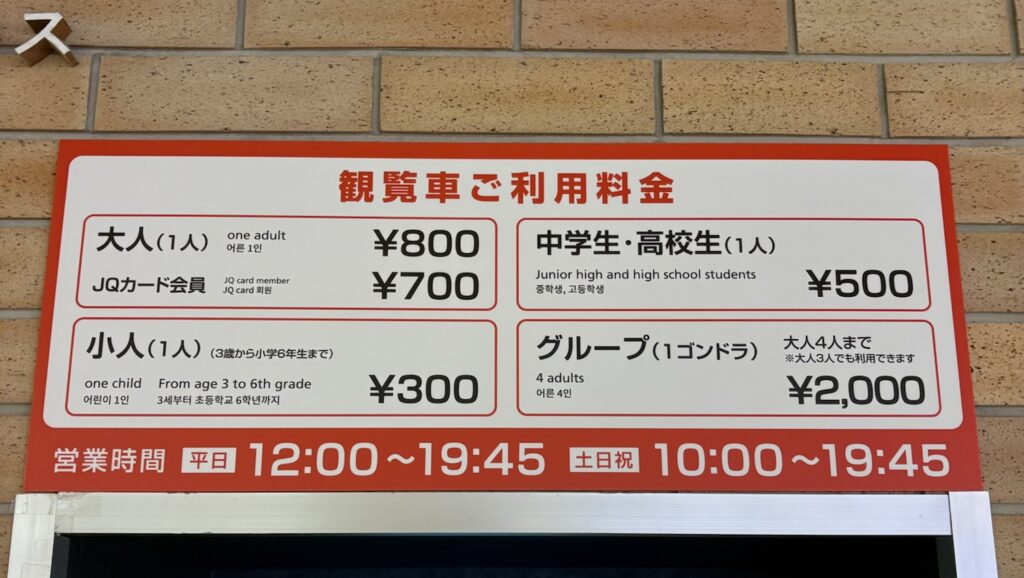 ス
観覧車ご利用料金
大人(1人) one adult ¥800
어른 1인
JQカード会員 JQ card member ¥700
JQ card 회원
中学生・高校生(1人)
Junior high and high school students ¥500
중학생, 고등학생
小人(1人) (3歳から小学6年生まで)
one child From age 3 to 6th grade ¥300
어린이 1인 3세부터 초등학교 6학년까지
グループ(1ゴンドラ) 大人4人まで
※大人3人でも利用できます
4 adults ¥2,000
어른 4인
営業時間 平日 12:00〜19:45 土日祝 10:00〜19:45